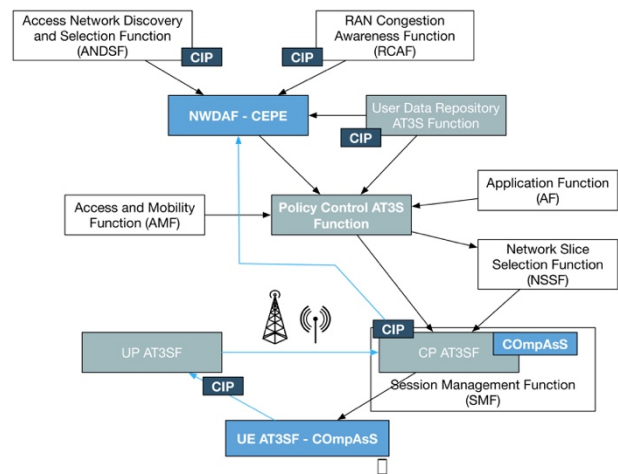 Access Network Discovery
and Selection Function
(ANDSF)
CIP
RAN Congestion
Awareness Function
(RCAF)
CIP
NWDAF - CEPE
User Data Repository
AT3S Function
CIP
Access and Mobility
Function (AMF)
Policy Control AT3S
Function
Application Function
(AF)
Network Slice
Selection Function
(NSSF)
CIP
COmpAsS
UP AT3SF
CP AT3SF
Session Management Function
(SMF)
CIP
UE AT3SF - COmpAsS